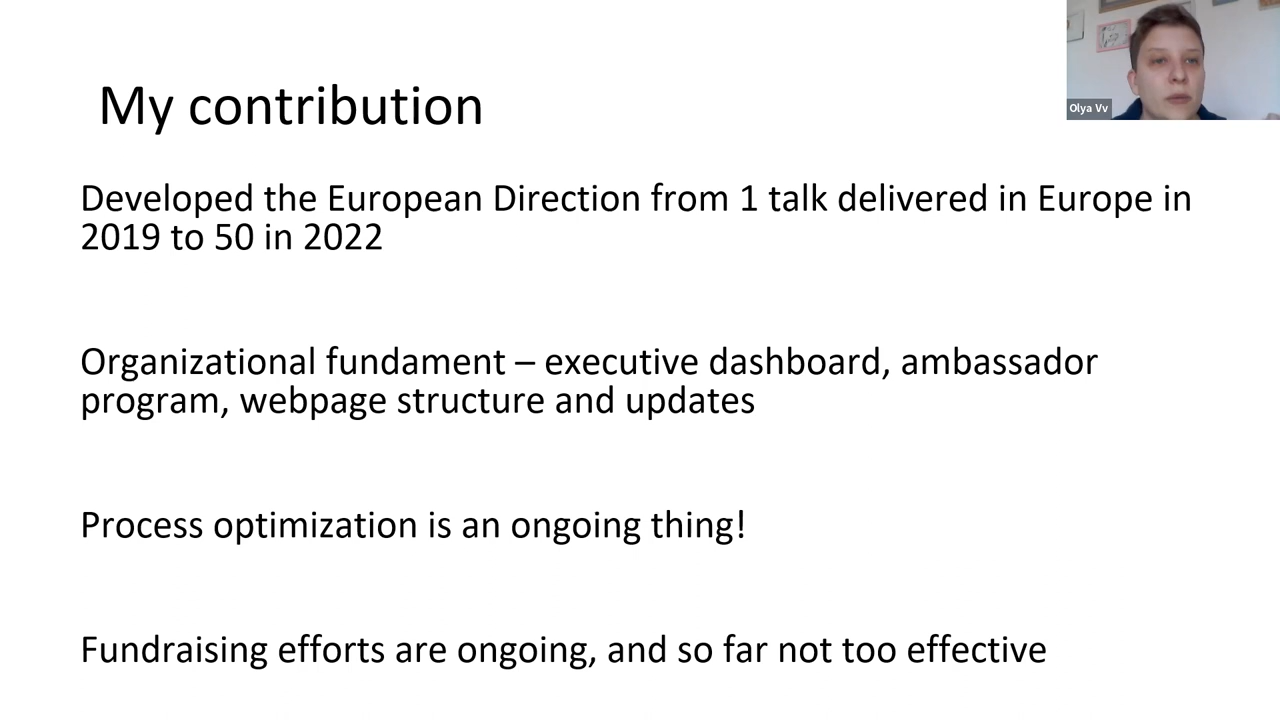 My contribution
Olya Vv
Developed the European Direction from 1 talk delivered in Europe in
2019 to 50 in 2022
Organizational fundament – executive dashboard, ambassador
program, webpage structure and updates
Process optimization is an ongoing thing!
Fundraising efforts are ongoing, and so far not too effective